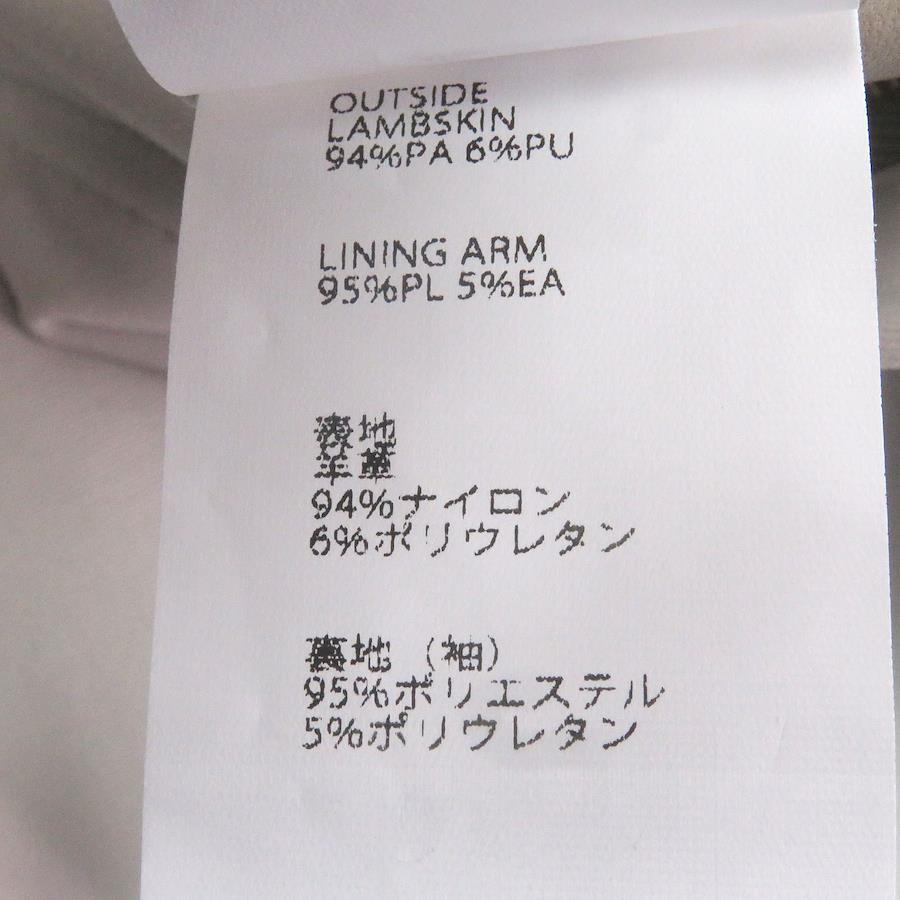 OUTSIDE
LAMBSKIN
94%PA 6%PU
LINING ARM
95%PL 5%EA
表地
羊革
94%ナイロン
6%ポリウレタン
裏地（袖）
95%ポリエステル
5%ポリウレタン